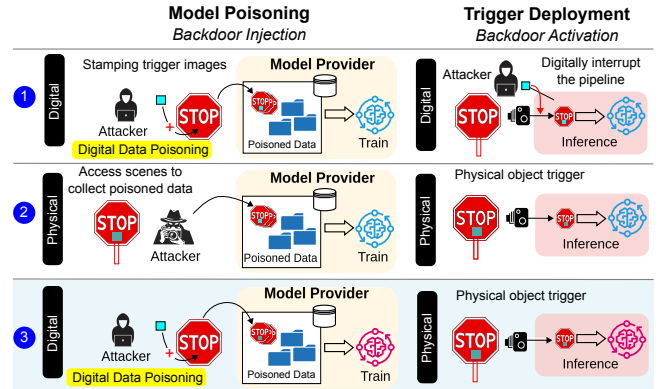 Model Poisoning
Backdoor Injection
Trigger Deployment
Backdoor Activation
1
Digital
Stamping trigger images
Attacker
+
STOP
Digital Data Poisoning
Model Provider
STOP
Poisoned Data
Train
Digital
Attacker
Digitally interrupt
the pipeline
STOP
STOP
Inference
2
Physical
Access scenes to
collect poisoned data
STOP
Attacker
Model Provider
STOP
Poisoned Data
Train
Physical
Physical object trigger
STOP
STOP
Inference
3
Digital
Attacker
+
STOP
Digital Data Poisoning
Model Provider
STOP
Poisoned Data
Train
Physical
Physical object trigger
STOP
STOP
Inference